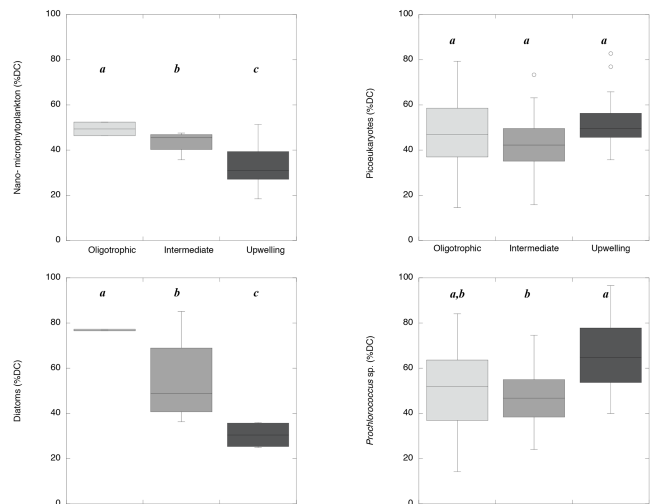 100
80
60
40
20
0
Nano- microphytoplankton (%DC)
a
b
c
Oligotrophic
Intermediate
Upwelling
100
80
60
40
20
0
Picoeukaryotes (%DC)
a
a
a
Oligotrophic
Intermediate
Upwelling
100
80
60
40
20
0
Diatoms (%DC)
a
b
c
100
80
60
40
20
0
Prochlorococcus sp. (%DC)
a,b
b
a